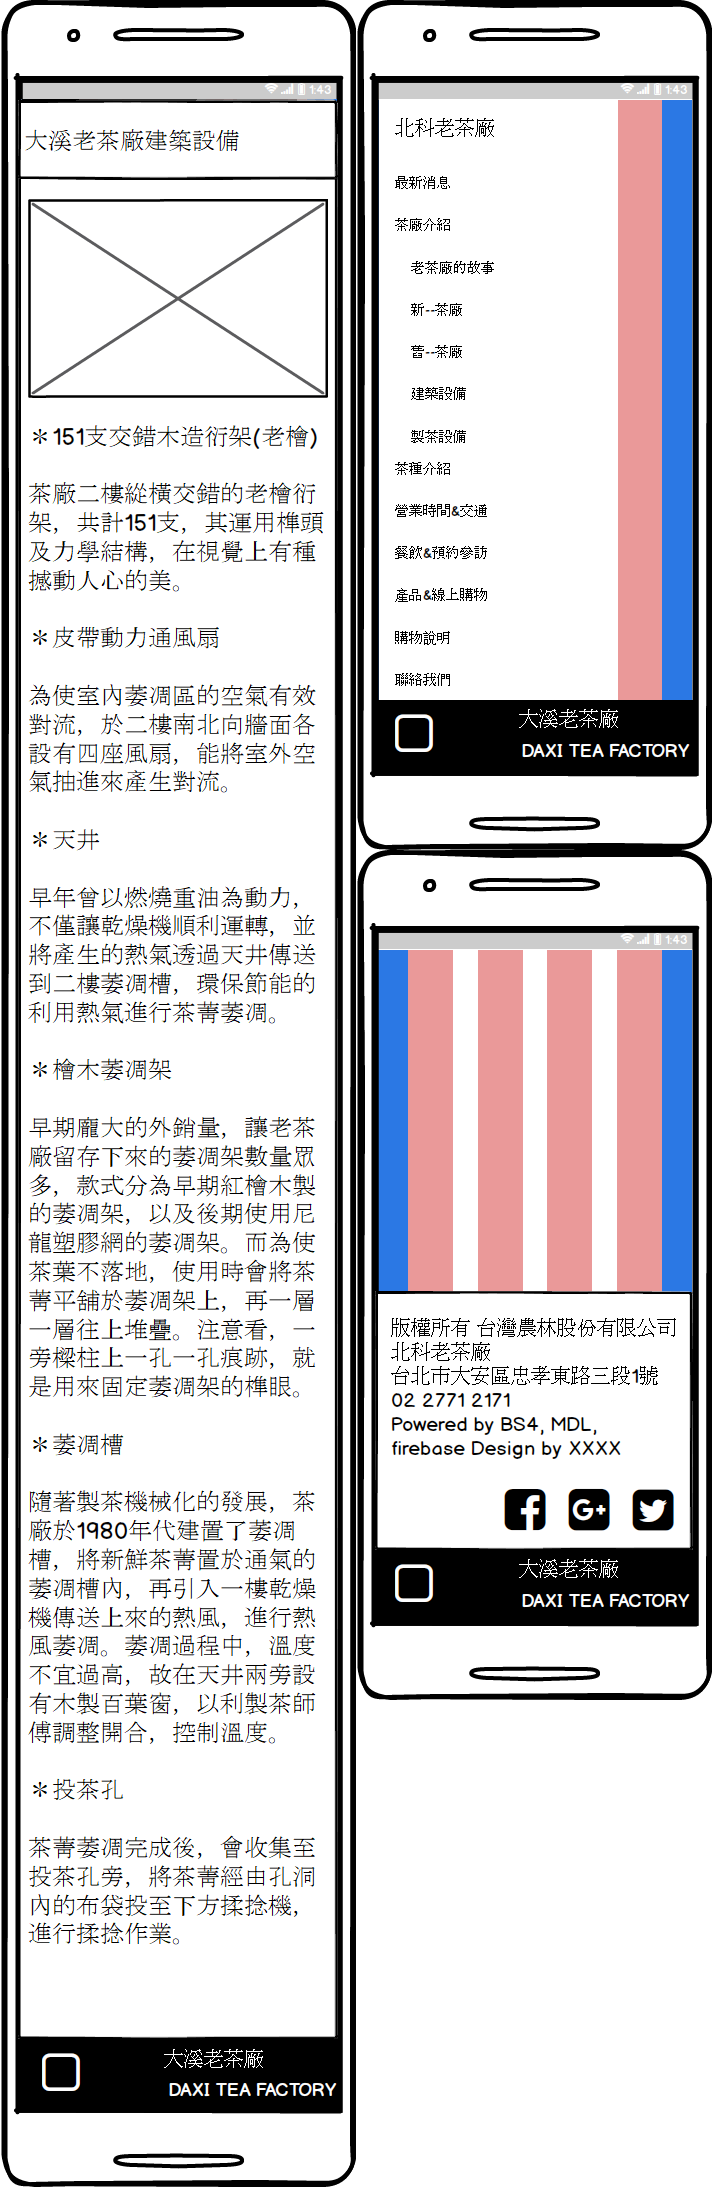 1:43
大溪老茶廠建築設備
＊151支交錯木造衍架(老檜)
茶廠二樓縱橫交錯的老檜衍
架，共計151支，其運用榫頭
及力學結構，在視覺上有種
撼動人心的美。
＊皮帶動力通風扇
為使室內萎凋區的空氣有效
對流，於二樓南北向牆面各
設有四座風扇，能將室外空
氣抽進來產生對流。
＊天井
早年曾以燃燒重油為動力，
不僅讓乾燥機順利運轉，並
將產生的熱氣透過天井傳送
到二樓萎凋槽，環保節能的
利用熱氣進行茶菁萎凋。
＊檜木萎凋架
早期龐大的外銷量，讓老茶
廠留存下來的萎凋架數量眾
多，款式分為早期紅檜木製
的萎凋架，以及後期使用尼
龍塑膠網的萎凋架。而為使
茶葉不落地，使用時會將茶
菁平舖於萎凋架上，再一層
一層往上堆疊。注意看，一
旁樑柱上一孔一孔痕跡，就
是用來固定萎凋架的榫眼。
＊萎凋槽
隨著製茶機械化的發展，茶
廠於1980年代建置了萎凋
槽，將新鮮茶菁置於通氣的
萎凋槽內，再引入一樓乾燥
機傳送上來的熱風，進行熱
風萎凋。萎凋過程中，溫度
不宜過高，故在天井兩旁設
有木製百葉窗，以利製茶師
傅調整開合，控制溫度。
＊投茶孔
茶菁萎凋完成後，會收集至
投茶孔旁，將茶菁經由孔洞
內的布袋投至下方揉捻機，
進行揉捻作業。
大溪老茶廠
DAXI TEA FACTORY
1:43
北科老茶廠
最新消息
茶廠介紹
老茶廠的故事
新--茶廠
舊--茶廠
建築設備
製茶設備
茶種介紹
營業時間&交通
餐飲&預約參訪
產品&線上購物
購物說明
聯絡我們
大溪老茶廠
DAXI TEA FACTORY
1:43
版權所有 台灣農林股份有限公司
北科老茶廠
台北市大安區忠孝東路三段1號
02 2771 2171
Powered by BS4, MDL,
firebase Design by XXXX
大溪老茶廠
DAXI TEA FACTORY